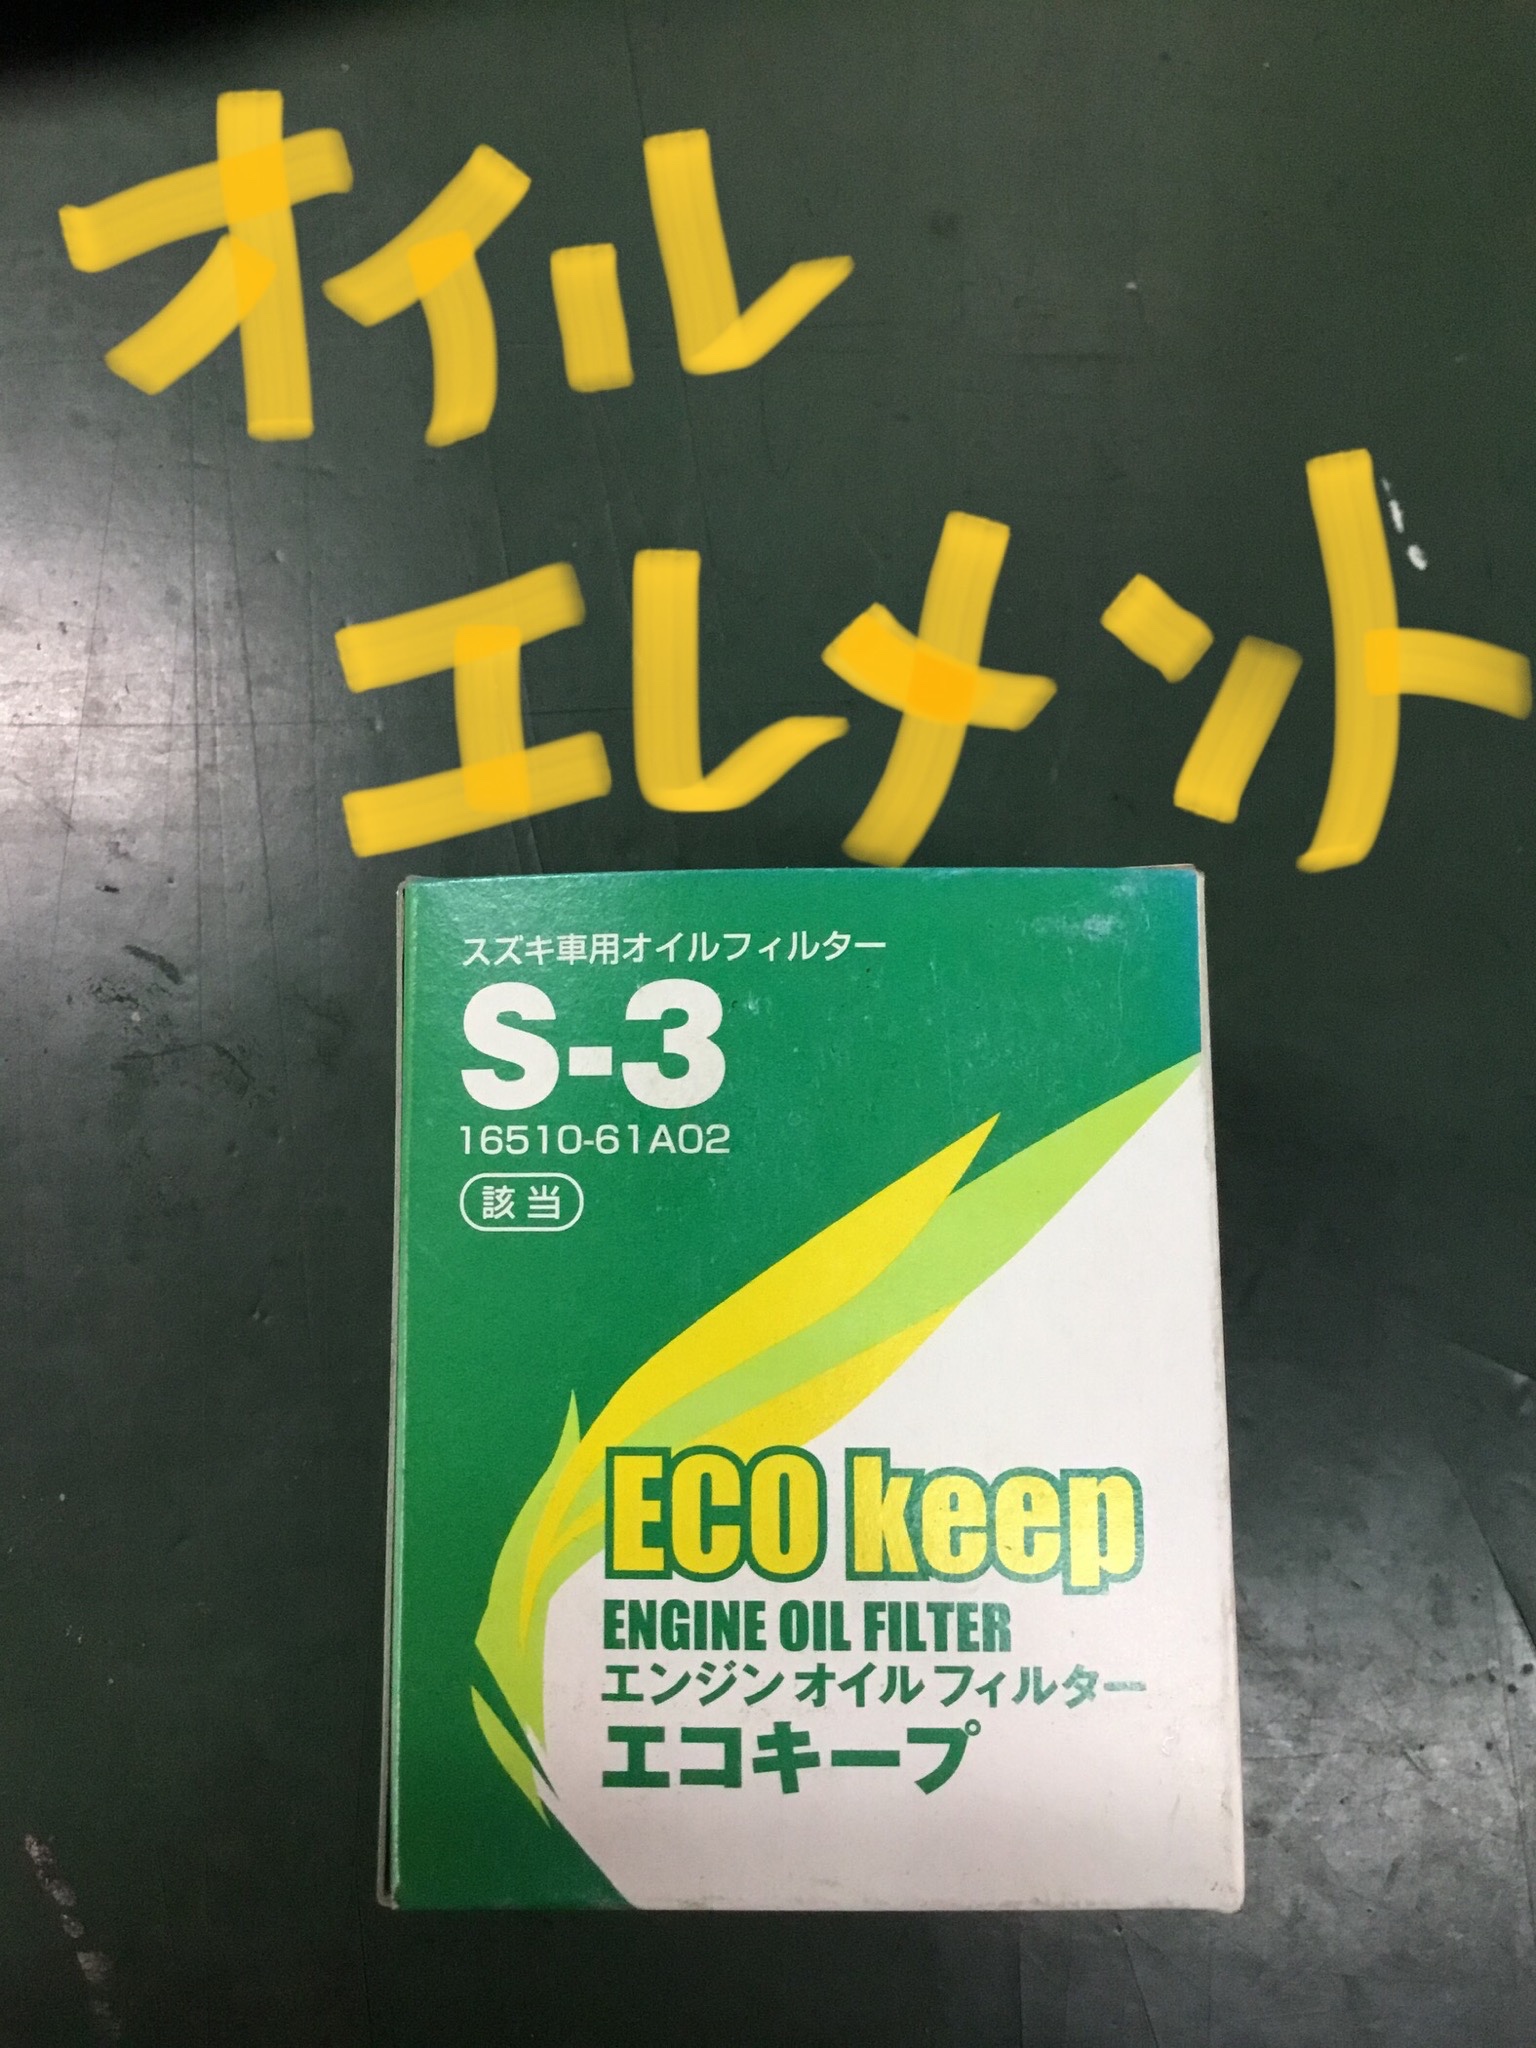 オイル
エレメント
スズキ車用オイルフィルター
S-3
16510-61A02
該当
ECO keep
ENGINE OIL FILTER
エンジン オイル フィルター
エコキープ